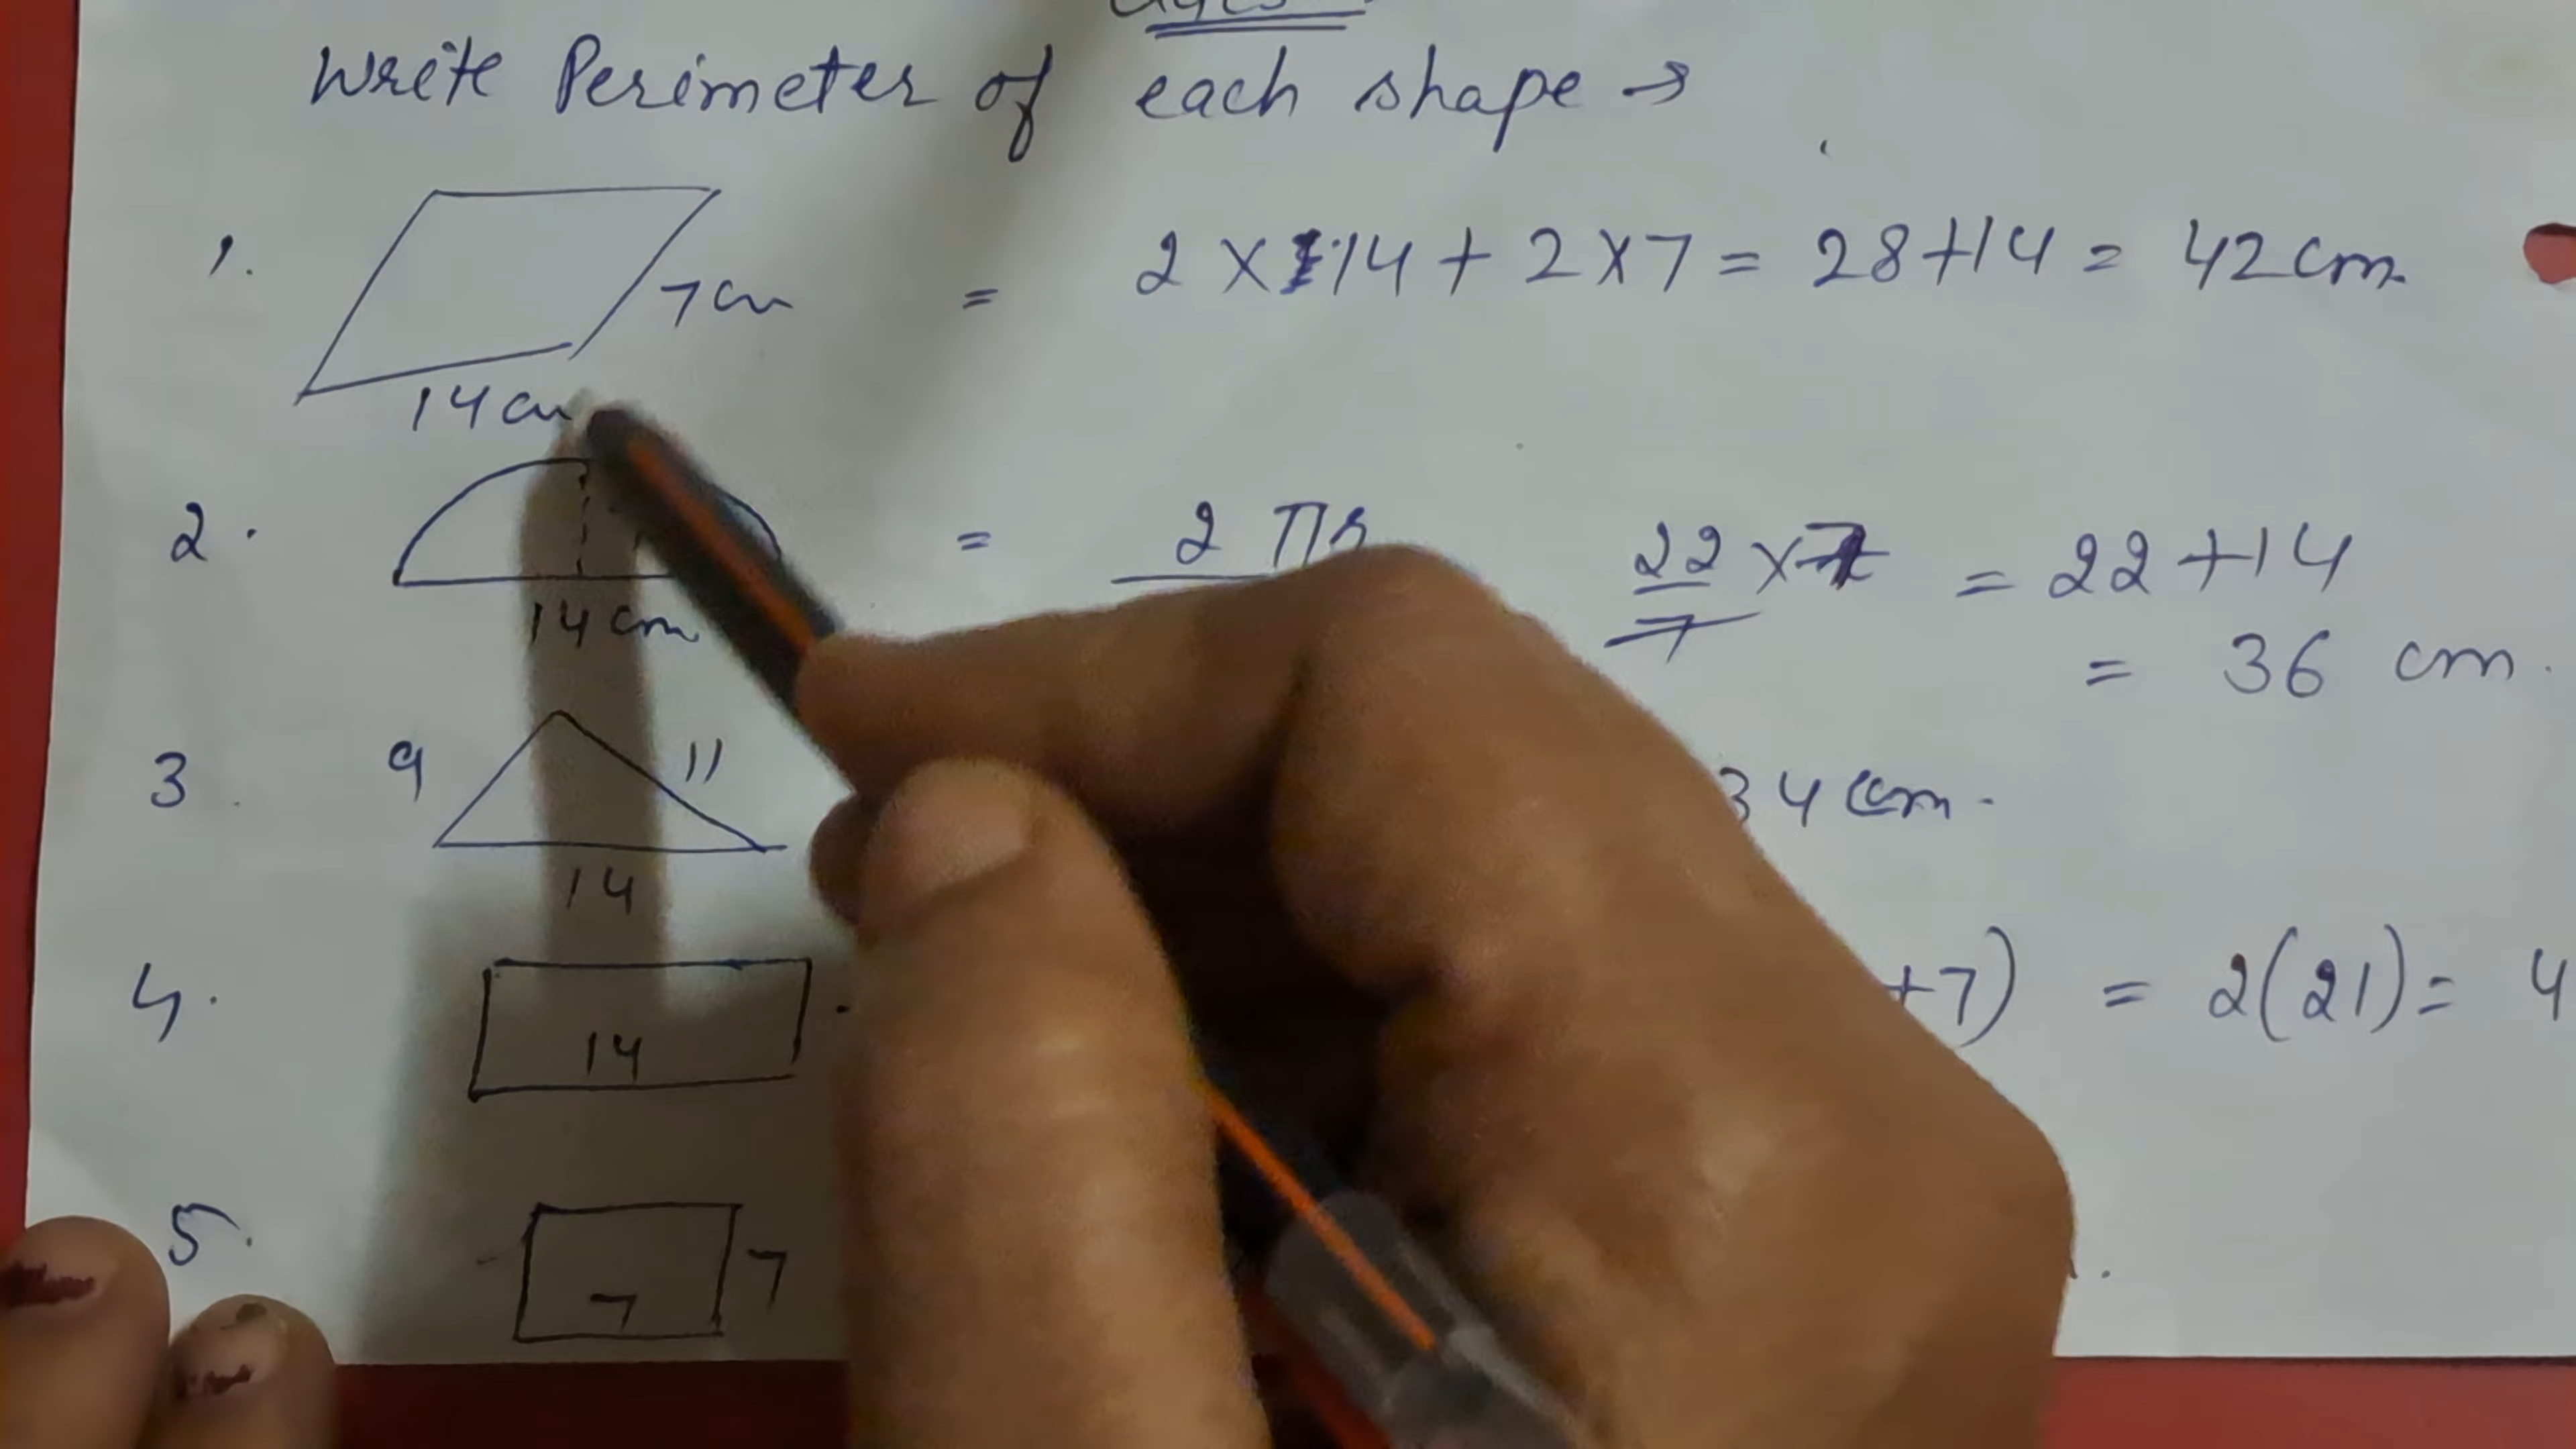 Write Perimeter of each shape →
1. 7cm = 2 × 14 + 2 × 7 = 28 + 14 = 42 cm
14 cm
2. = 2 πr 22 × 7 = 22 + 14
14 cm 7 = 36 cm.
3. 9 11 34 cm.
14
4. 14 +7) = 2(21) = 4
5. 7 7